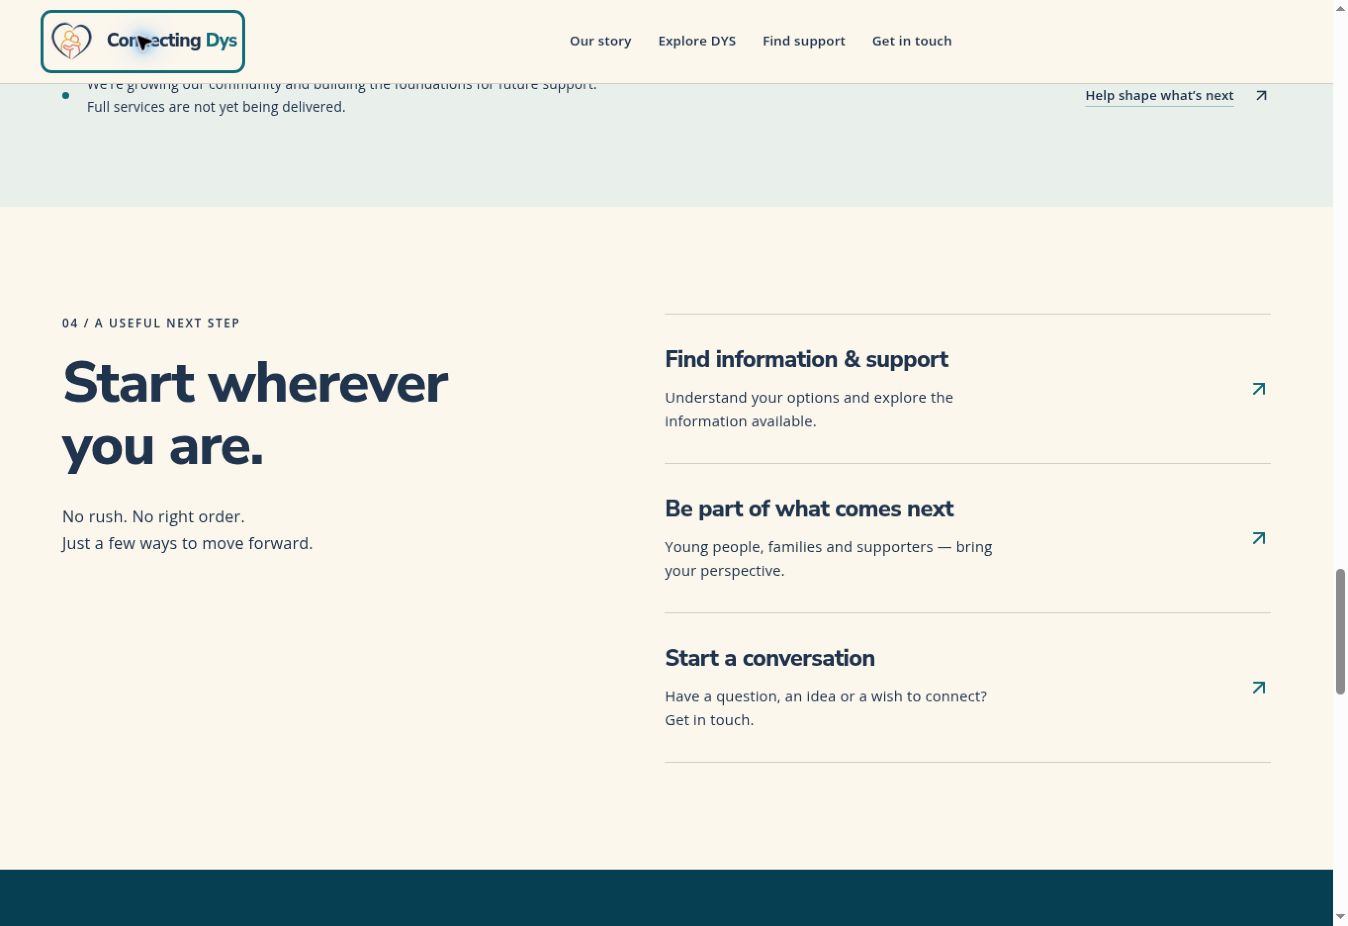 Connecting Dys
Our story
Explore DYS
Find support
Get in touch
We're growing our community and building the foundations for future support.
Full services are not yet being delivered.
Help shape what’s next
04 / A USEFUL NEXT STEP
Start wherever
you are.
No rush. No right order.
Just a few ways to move forward.
Find information & support
Understand your options and explore the
information available.
Be part of what comes next
Young people, families and supporters — bring
your perspective.
Start a conversation
Have a question, an idea or a wish to connect?
Get in touch.